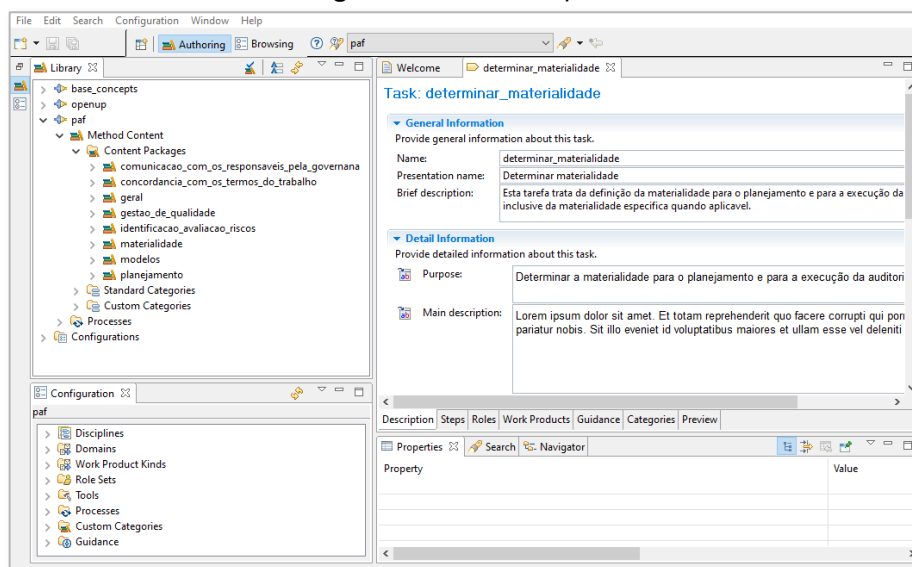 File Edit Search Configuration Window Help
Authoring Browsing paf
Library
base_concepts
openup
paf
Method Content
Content Packages
comunicacao_com_os_responsaveis_pela_governana
concordancia_com_os_termos_do_trabalho
geral
gestao_de_qualidade
identificacao_avaliacao_riscos
materialidade
modelos
planejamento
Standard Categories
Custom Categories
Processes
Configurations
Configuration
paf
Disciplines
Domains
Work Product Kinds
Role Sets
Tools
Processes
Custom Categories
Guidance
Welcome determinar_materialidade
Task: determinar_materialidade
General Information
Provide general information about this task.
Name: determinar_materialidade
Presentation name: Determinar materialidade
Brief description: Esta tarefa trata da definição da materialidade para o planejamento e para a execução da
inclusive da materialidade especifica quando aplicavel.
Detail Information
Provide detailed information about this task.
Purpose: Determinar a materialidade para o planejamento e para a execução da auditori
Main description: Lorem ipsum dolor sit amet. Et totam reprehenderit quo facere corrupti qui porr
pariatur nobis. Sit illo eveniet id voluptatibus maiores et ullam esse vel deleniti
Description Steps Roles Work Products Guidance Categories Preview
Properties Search Navigator
Property Value